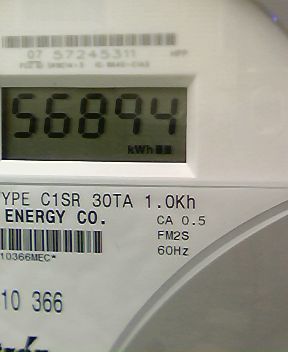 07 57245311 HPP
56894
kWh
YPE C1SR 30TA 1.0Kh
ENERGY CO.
CA 0.5
FM2S
60Hz
10366MEC*
10 366